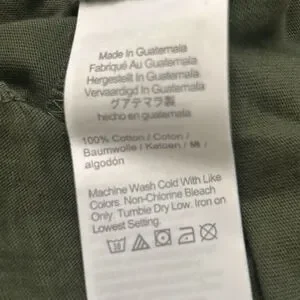 Made In Guatemala
Fabriqué Au Guatemala
Hergestellt In Guatemala
Vervaardigd In Guatemala
グアテマラ製
hecho en guatemala
100% Cotton / Coton /
Baumwolle / Katoen / 綿 /
algodón
Machine Wash Cold With Like
Colors. Non-Chlorine Bleach
Only. Tumble Dry Low. Iron on
Lowest Setting.